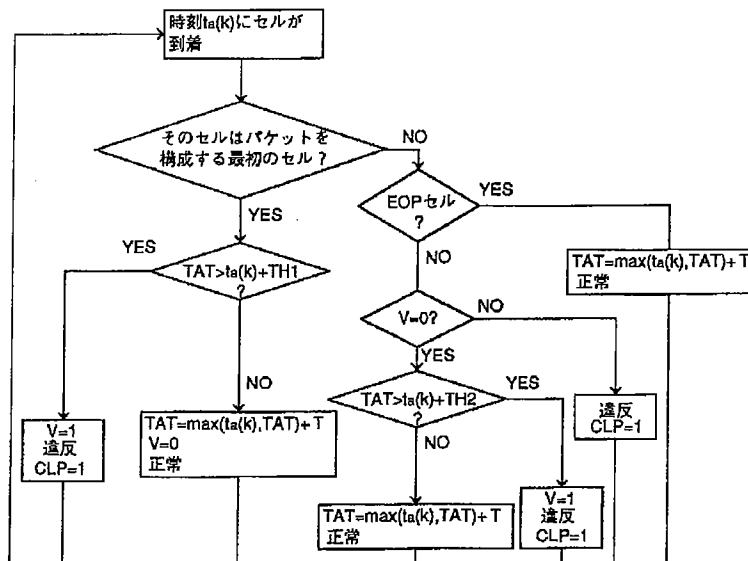 時刻ta(k)にセルが
到着
そのセルはパケットを
構成する最初のセル？
NO
YES
EOPセル
?
YES
NO
TAT>ta(k)+TH1
?
YES
NO
TAT=max(ta(k),TAT)+T
正常
V=0?
NO
YES
TAT>ta(k)+TH2
?
YES
NO
V=1
違反
CLP=1
TAT=max(ta(k),TAT)+T
V=0
正常
違反
CLP=1
TAT=max(ta(k),TAT)+T
正常
V=1
違反
CLP=1